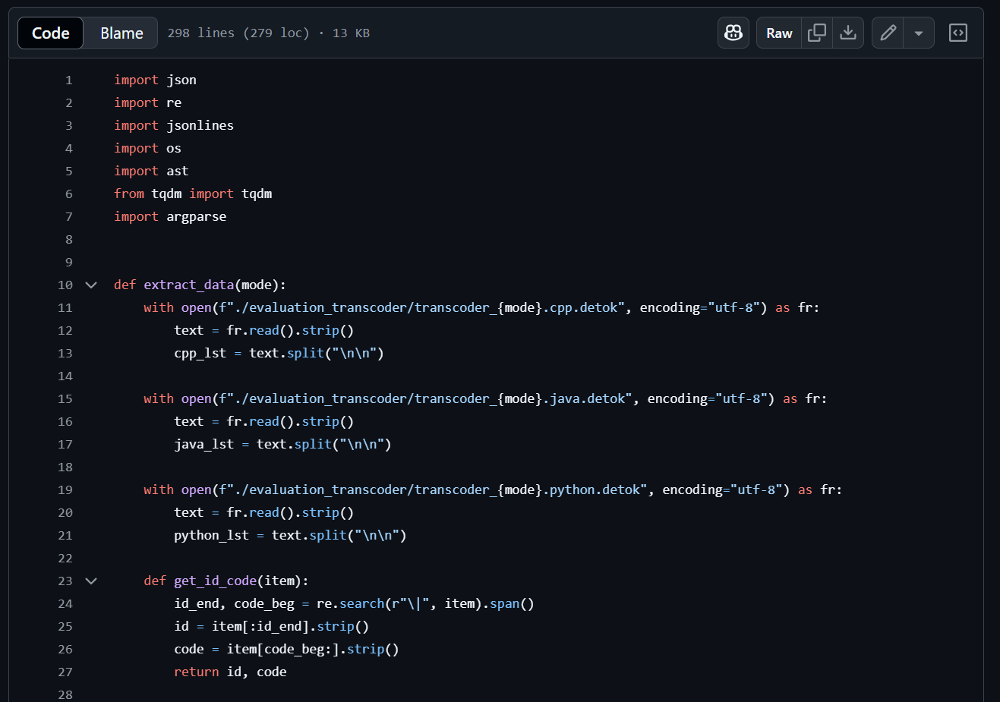 Code Blame 298 lines (279 loc) · 13 KB Raw
1 import json
2 import re
3 import jsonlines
4 import os
5 import ast
6 from tqdm import tqdm
7 import argparse
8
9
10 def extract_data(mode):
11     with open(f"./evaluation_transcoder/transcoder_{mode}.cpp.detok", encoding="utf-8") as fr:
12         text = fr.read().strip()
13         cpp_lst = text.split("\n\n")
14
15     with open(f"./evaluation_transcoder/transcoder_{mode}.java.detok", encoding="utf-8") as fr:
16         text = fr.read().strip()
17         java_lst = text.split("\n\n")
18
19     with open(f"./evaluation_transcoder/transcoder_{mode}.python.detok", encoding="utf-8") as fr:
20         text = fr.read().strip()
21         python_lst = text.split("\n\n")
22
23     def get_id_code(item):
24         id_end, code_beg = re.search(r"\|", item).span()
25         id = item[:id_end].strip()
26         code = item[code_beg:].strip()
27         return id, code
28